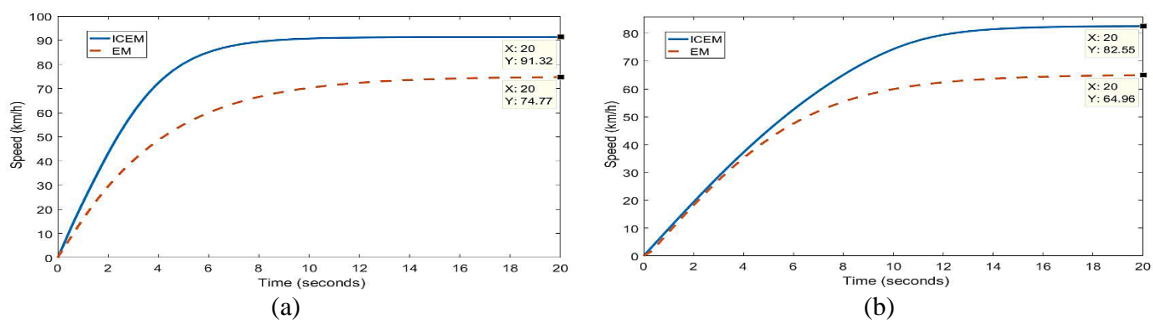 100
90
80
70
60
50
40
30
20
10
0
Speed (km/h)
ICEM
EM
X: 20
Y: 91.32
X: 20
Y: 74.77
0 2 4 6 8 10 12 14 16 18 20
Time (seconds)
(a)
80
70
60
50
40
30
20
10
0
Speed (km/h)
ICEM
EM
X: 20
Y: 82.55
X: 20
Y: 64.96
0 2 4 6 8 10 12 14 16 18 20
Time (seconds)
(b)